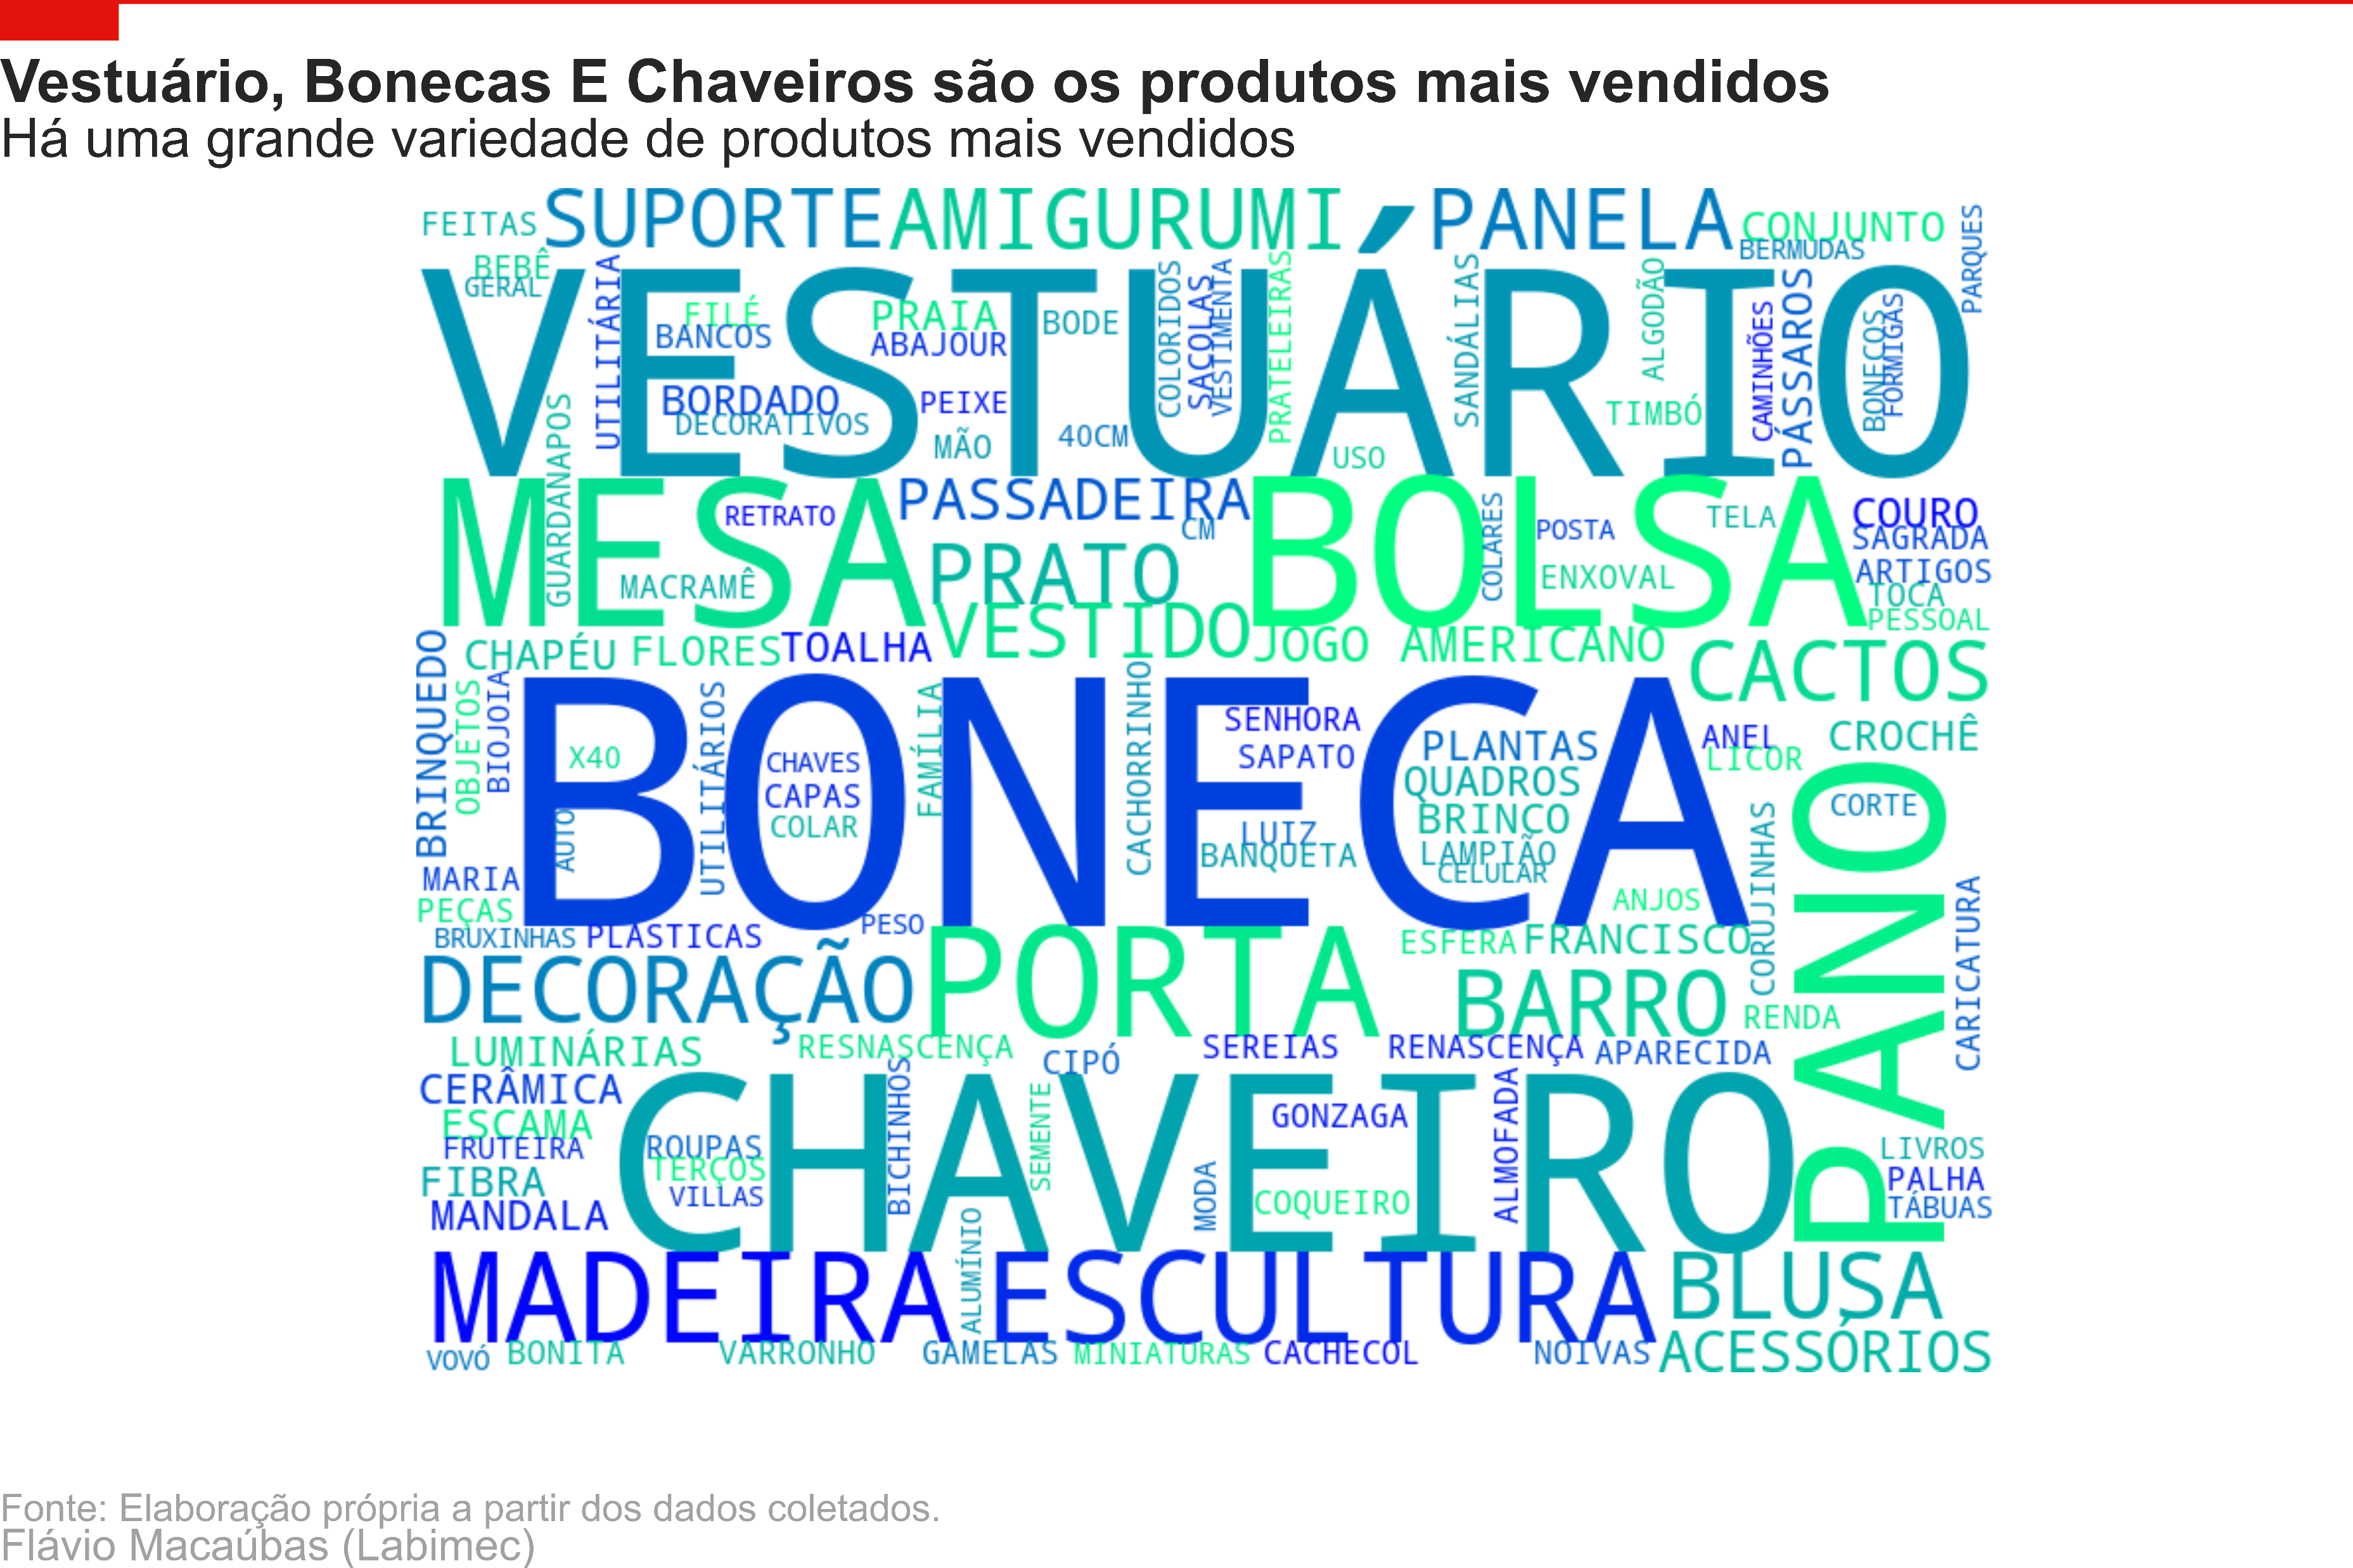 Vestuário, Bonecas E Chaveiros são os produtos mais vendidos
Há uma grande variedade de produtos mais vendidos
FEITAS
SUPORTE
AMIGURUMI
PANELA
CONJUNTO
BERMUDAS
PARQUES
BEBÊ
GERAL
UTILITÁRIA
VESTUÁRIO
FILÉ
BANCOS
PRAIA
ABAJOUR
BODE
COLORIDOS
SACOLAS
VESTIMENTA
PRATELEIRAS
SANDÁLIAS
ALGODÃO
CAMINHÕES
PÁSSAROS
BONECOS
FORMIGAS
BORDADO
DECORATIVOS
PEIXE
MÃO
40CM
USO
TIMBÓ
GUARDANAPOS
MESA
RETRATO
PASSADEIRA
CM
BOLSA
COLARES
POSTA
TELA
COURO
SAGRADA
ARTIGOS
TOCA
PESSOAL
MACRAMÊ
PRATO
ENXOVAL
CHAPÉU
FLORES
TOALHA
VESTIDO
JOGO AMERICANO
CACTOS
BRINQUEDO
OBJETOS
BIOJOIA
BONECA
X40
AUTO
UTILITÁRIOS
CHAVES
CAPAS
COLAR
FAMÍLIA
CACHORRINHO
SENHORA
SAPATO
LUIZ
BANQUETA
PLANTAS
QUADROS
BRINCO
LAMPIÃO
CELULAR
ANEL
LICOR
CROCHÊ
CORTE
PANO
CORUJINHAS
CARICATURA
MARIA
PEÇAS
BRUXINHAS
PLÁSTICAS
PESO
ANJOS
ESFERA
FRANCISCO
DECORAÇÃO
PORTA
BARRO
RENDA
LUMINÁRIAS
RESNASCENÇA
CIPÓ
SEREIAS
RENASCENÇA
APARECIDA
CERÂMICA
ESCAMA
FRUTEIRA
FIBRA
MANDALA
CHAVEIRO
ROUPAS
TERÇOS
VILLAS
BICHINHOS
SEMENTE
MODA
GONZAGA
COQUEIRO
ALMOFADA
LIVROS
PALHA
TÁBUAS
MADEIRA
ALUMÍNIO
ESCULTURA
BLUSA
VOVÓ
BONITA
VARRONHO
GAMELAS
MINIATURAS
CACHECOL
NOIVAS
ACESSÓRIOS
Fonte: Elaboração própria a partir dos dados coletados.
Flávio Macaúbas (Labimec)